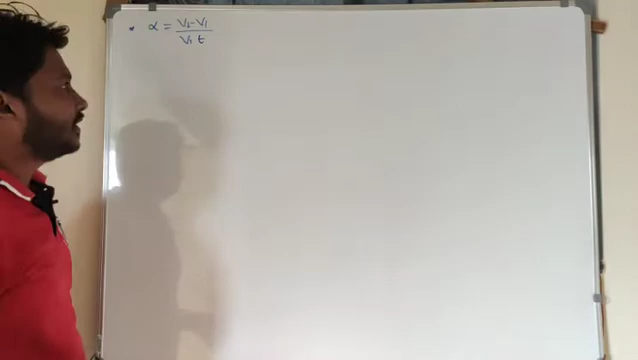 • α = (V₂ - V₁) / (V₁ t)